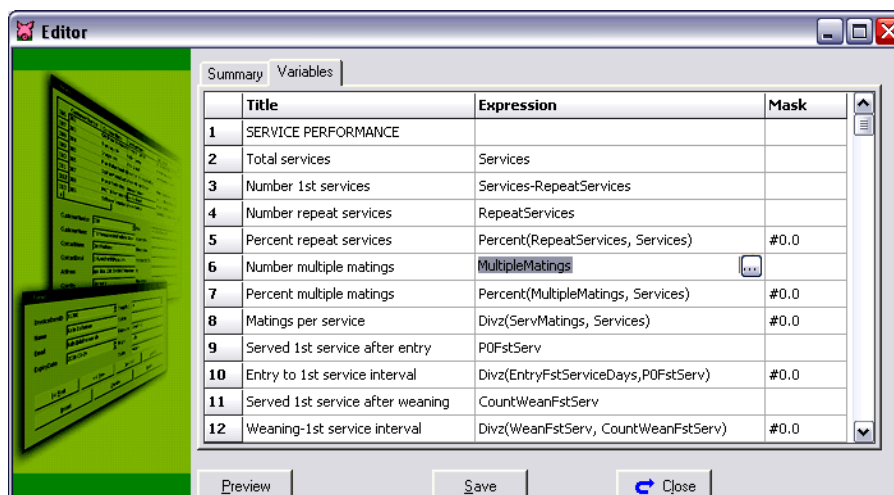 Editor
Summary Variables
Title Expression Mask
1 SERVICE PERFORMANCE
2 Total services Services
3 Number 1st services Services-RepeatServices
4 Number repeat services RepeatServices
5 Percent repeat services Percent(RepeatServices, Services) #0.0
6 Number multiple matings MultipleMatings ...
7 Percent multiple matings Percent(MultipleMatings, Services) #0.0
8 Matings per service Divz(ServMatings, Services) #0.0
9 Served 1st service after entry P0FstServ
10 Entry to 1st service interval Divz(EntryFstServiceDays,P0FstServ) #0.0
11 Served 1st service after weaning CountWeanFstServ
12 Weaning-1st service interval Divz(WeanFstServ, CountWeanFstServ) #0.0
Preview Save Close